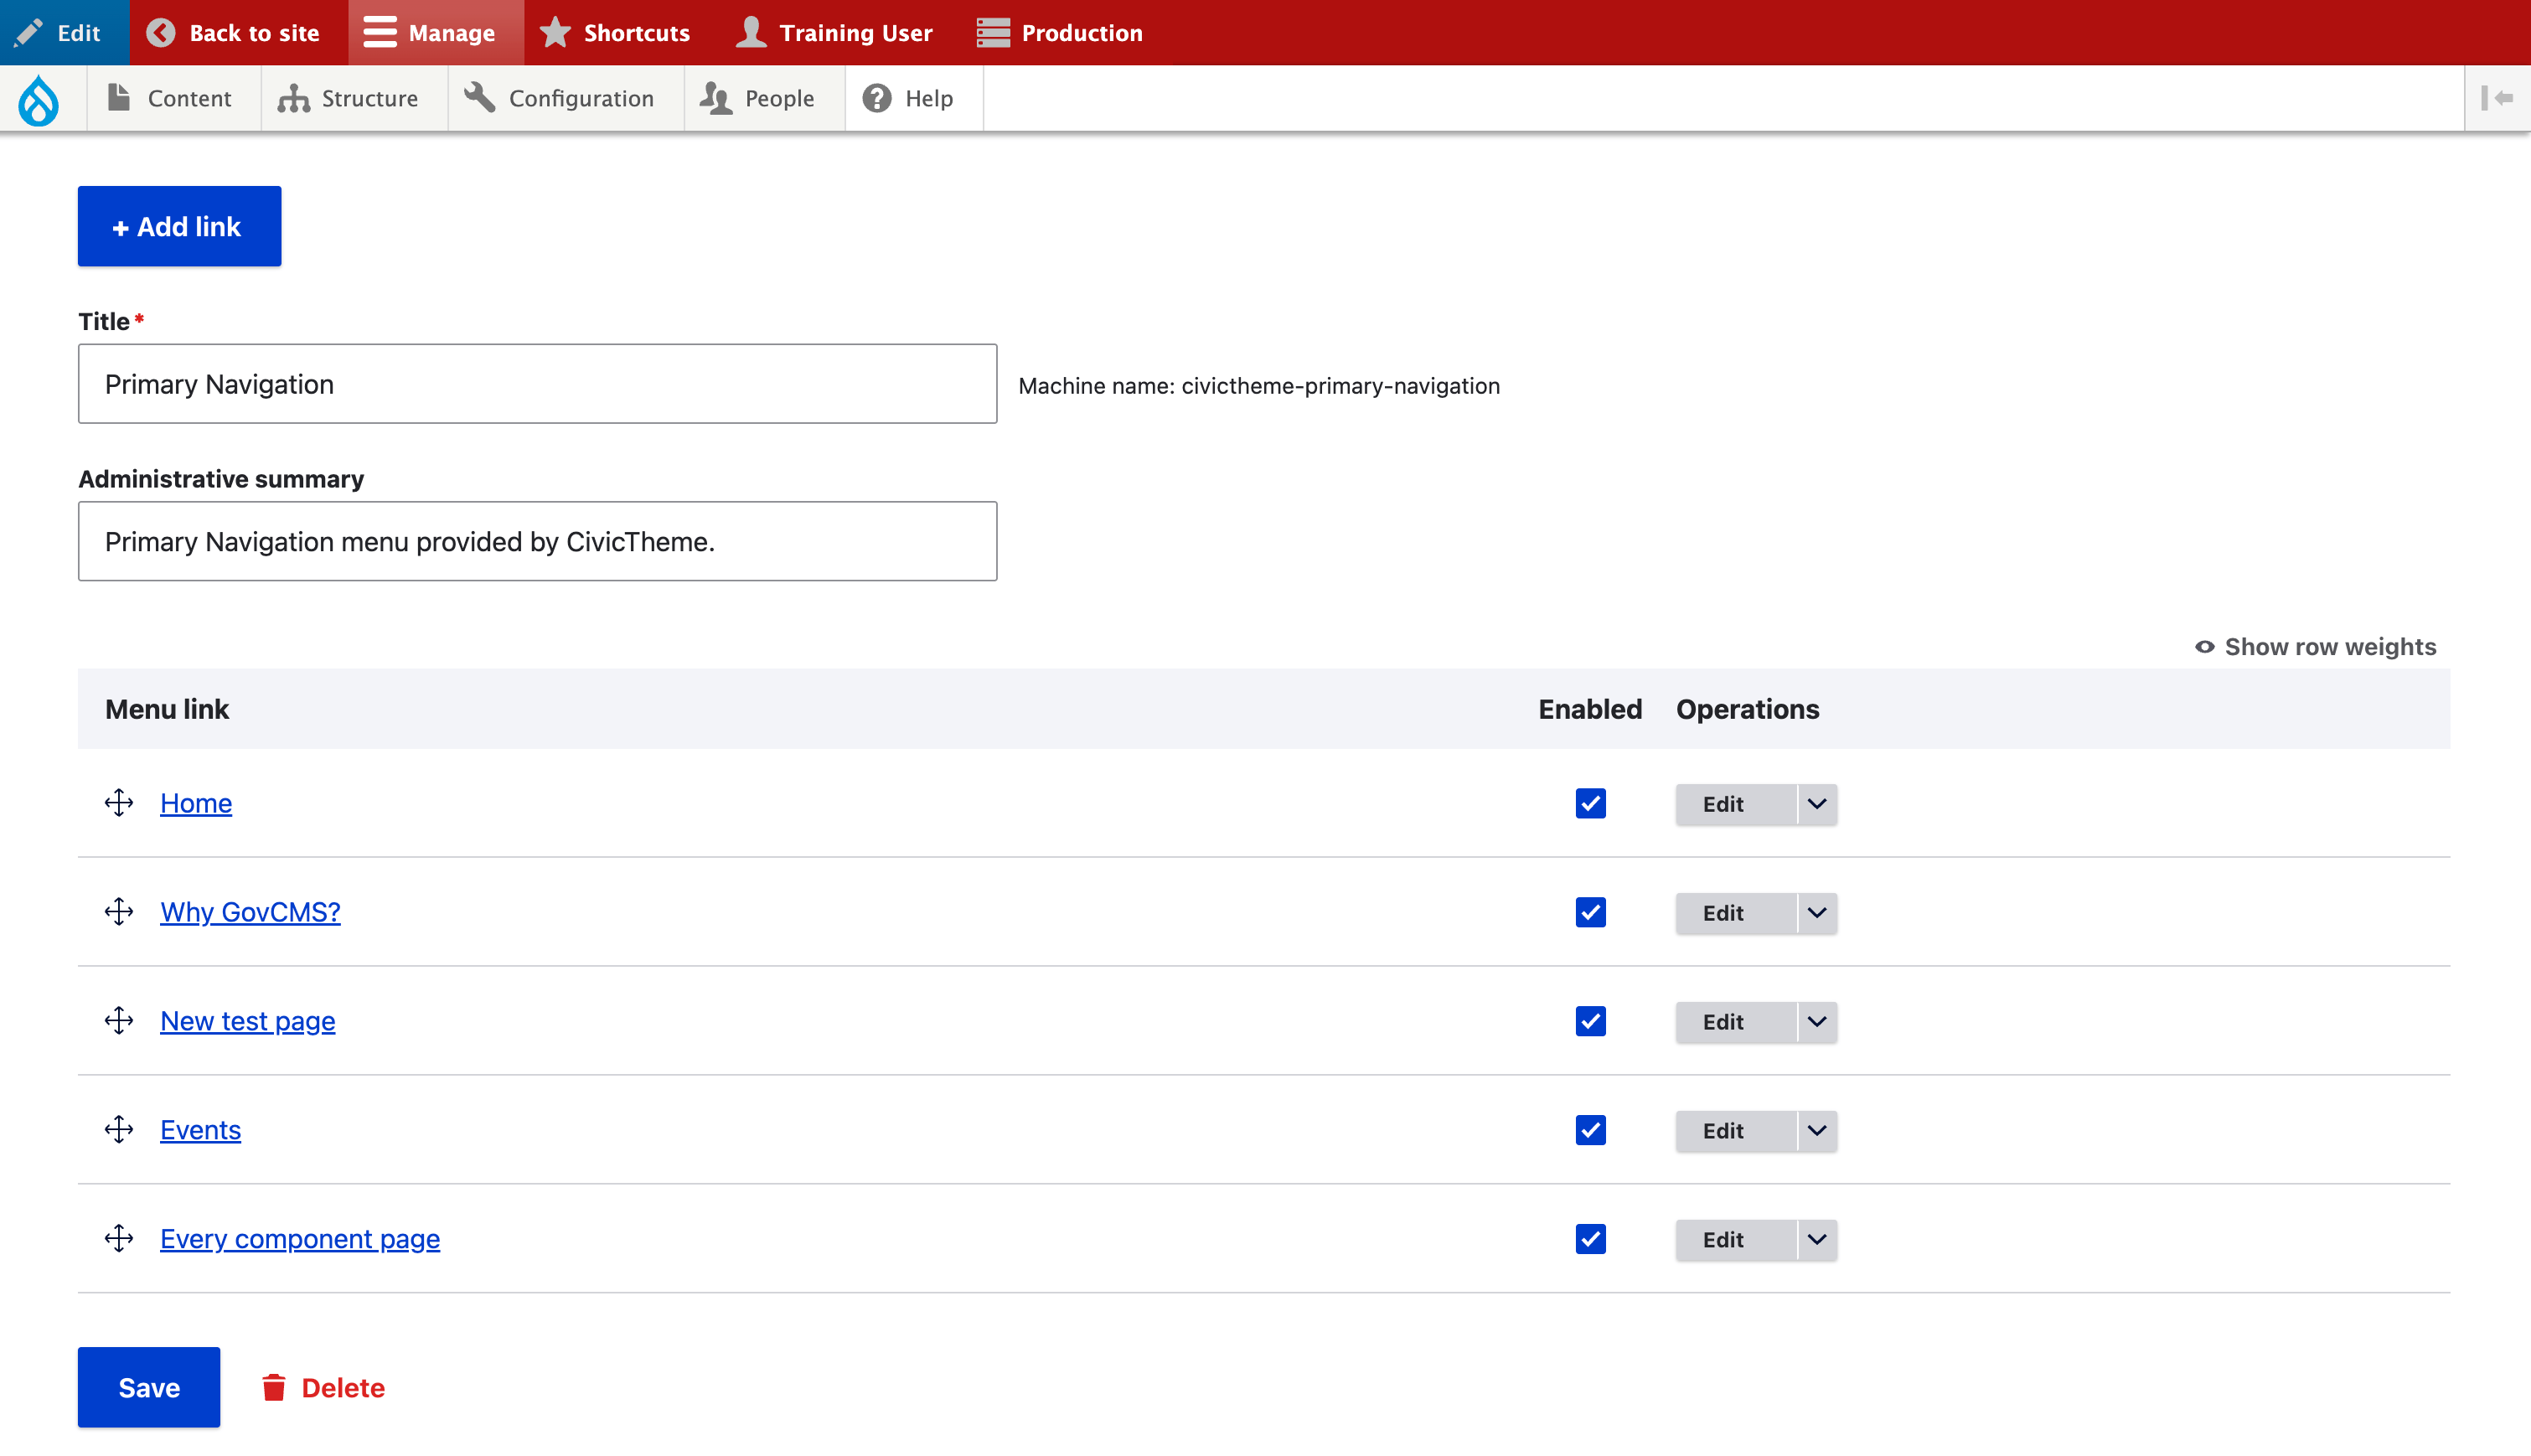 Edit Back to site Manage Shortcuts Training User Production
Content Structure Configuration People Help
+ Add link
Title*
Primary Navigation Machine name: civictheme-primary-navigation
Administrative summary
Primary Navigation menu provided by CivicTheme.
Show row weights
Menu link Enabled Operations
Home Edit
Why GovCMS? Edit
New test page Edit
Events Edit
Every component page Edit
Save Delete